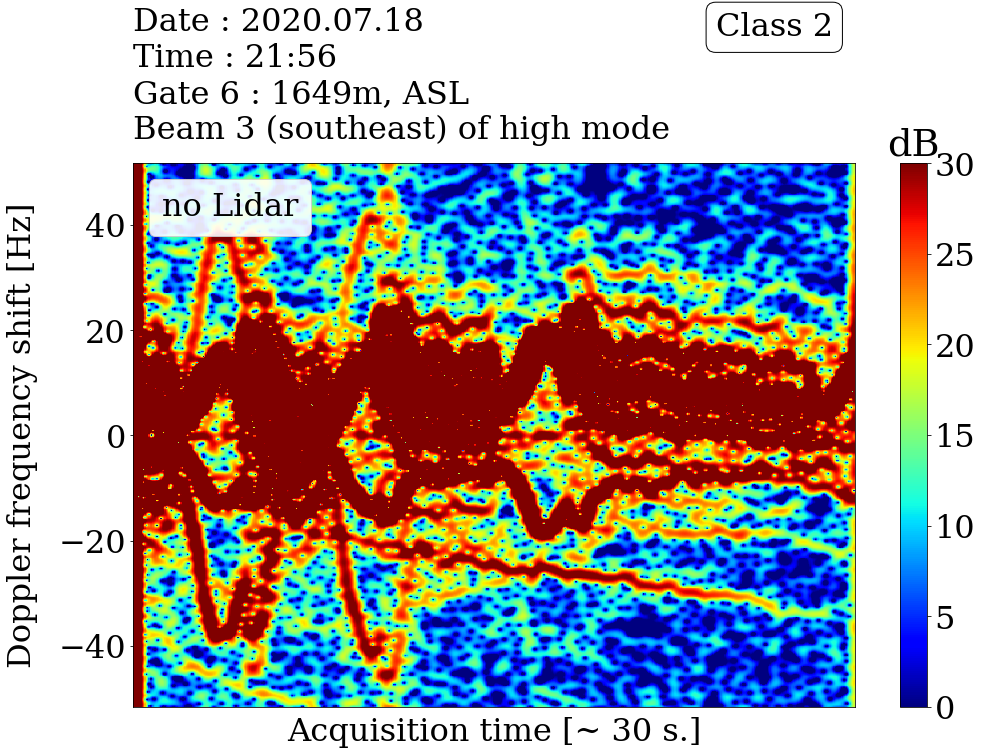 Date : 2020.07.18
Time : 21:56
Gate 6 : 1649m, ASL
Beam 3 (southeast) of high mode
Class 2
dB
no Lidar
Doppler frequency shift [Hz]
40
20
0
−20
−40
30
25
20
15
10
5
0
Acquisition time [~ 30 s.]